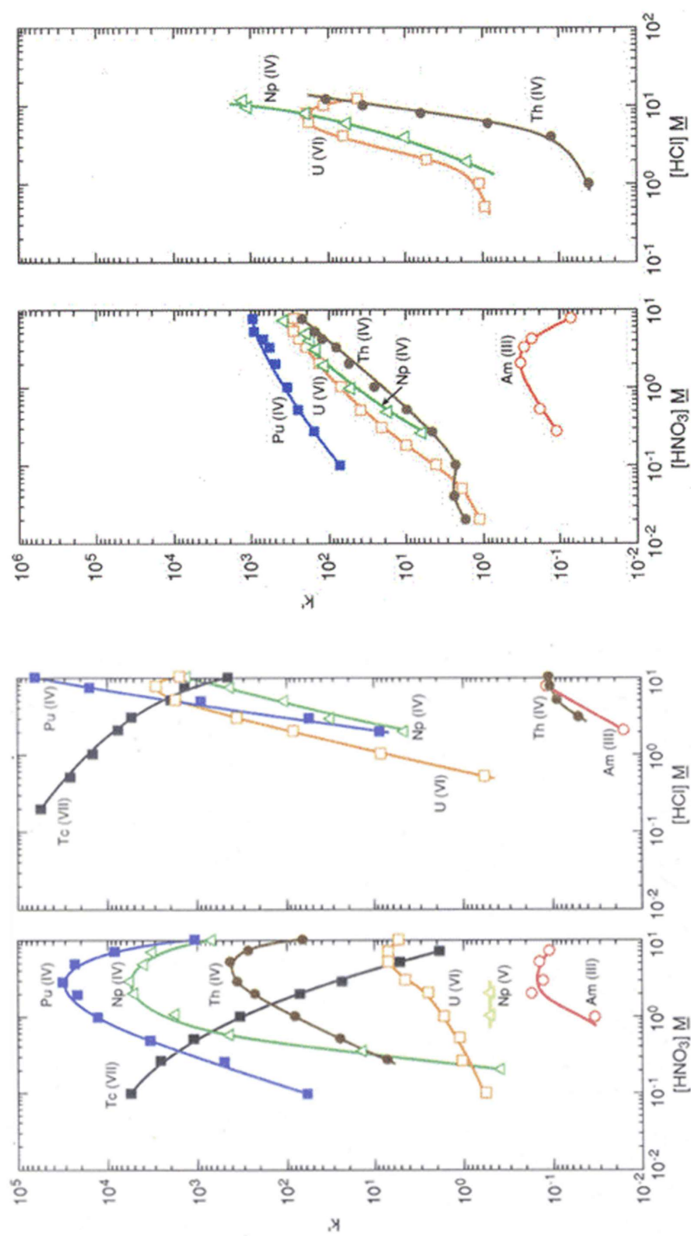 k'
10⁵
10⁴
10³
10²
10¹
10⁰
10⁻¹
10⁻²
Pu (IV)
Np (IV)
Tc (VII)
Th (IV)
U (VI)
Np (V)
Am (III)
10⁻²
10⁻¹
10⁰
10¹
[HNO₃] M
Pu (IV)
Tc (VII)
Np (IV)
U (VI)
Th (IV)
Am (III)
10⁻²
10⁻¹
10⁰
10¹
[HCl] M
k'
10⁶
10⁵
10⁴
10³
10²
10¹
10⁰
10⁻¹
10⁻²
Pu (IV)
U (VI)
Th (IV)
Np (IV)
Am (III)
10⁻²
10⁻¹
10⁰
10¹
[HNO₃] M
Np (IV)
U (VI)
Th (IV)
10⁻¹
10⁰
10¹
10²
[HCl] M